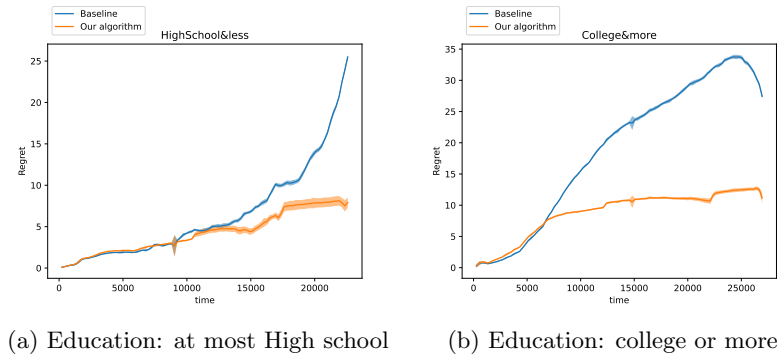 Baseline
Our algorithm
HighSchool&less
25
20
15
10
5
0
Regret
0 5000 10000 15000 20000
time
(a) Education: at most High school
Baseline
Our algorithm
College&more
35
30
25
20
15
10
5
0
Regret
0 5000 10000 15000 20000 25000
time
(b) Education: college or more